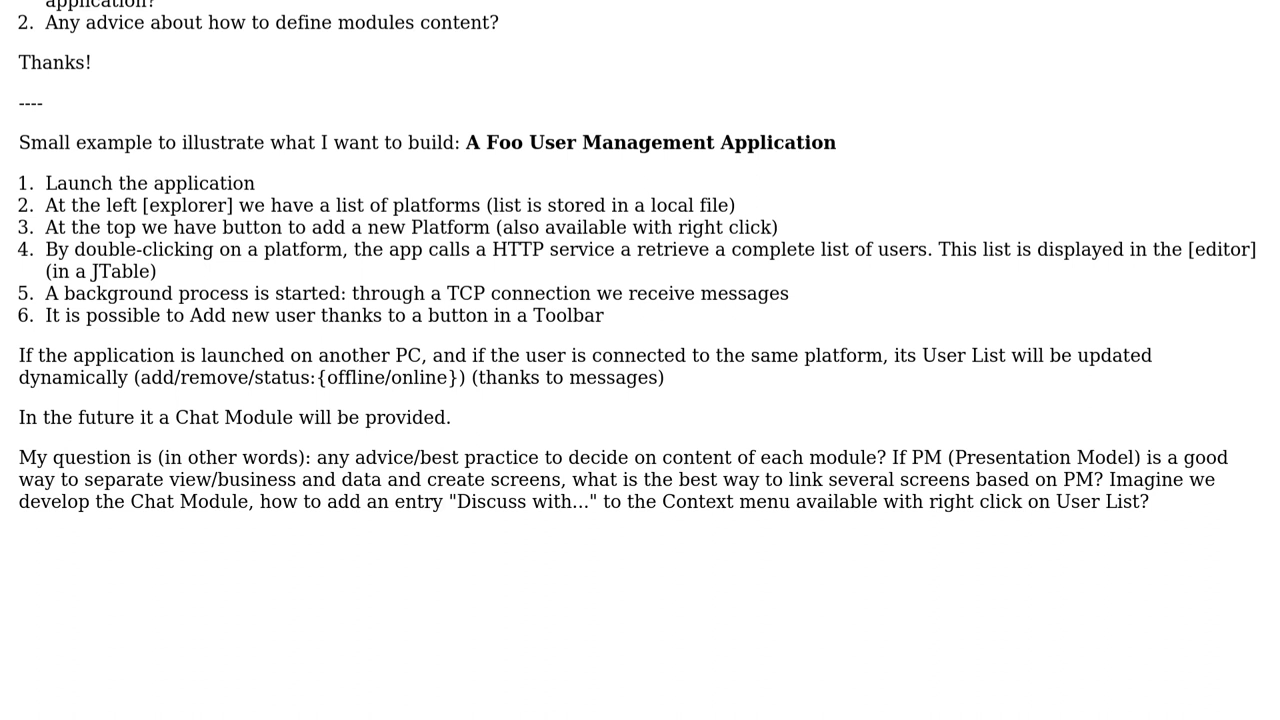 application?
2. Any advice about how to define modules content?
Thanks!
----
Small example to illustrate what I want to build: A Foo User Management Application
1. Launch the application
2. At the left [explorer] we have a list of platforms (list is stored in a local file)
3. At the top we have button to add a new Platform (also available with right click)
4. By double-clicking on a platform, the app calls a HTTP service a retrieve a complete list of users. This list is displayed in the [editor]
(in a JTable)
5. A background process is started: through a TCP connection we receive messages
6. It is possible to Add new user thanks to a button in a Toolbar
If the application is launched on another PC, and if the user is connected to the same platform, its User List will be updated
dynamically (add/remove/status:{offline/online}) (thanks to messages)
In the future it a Chat Module will be provided.
My question is (in other words): any advice/best practice to decide on content of each module? If PM (Presentation Model) is a good
way to separate view/business and data and create screens, what is the best way to link several screens based on PM? Imagine we
develop the Chat Module, how to add an entry "Discuss with..." to the Context menu available with right click on User List?